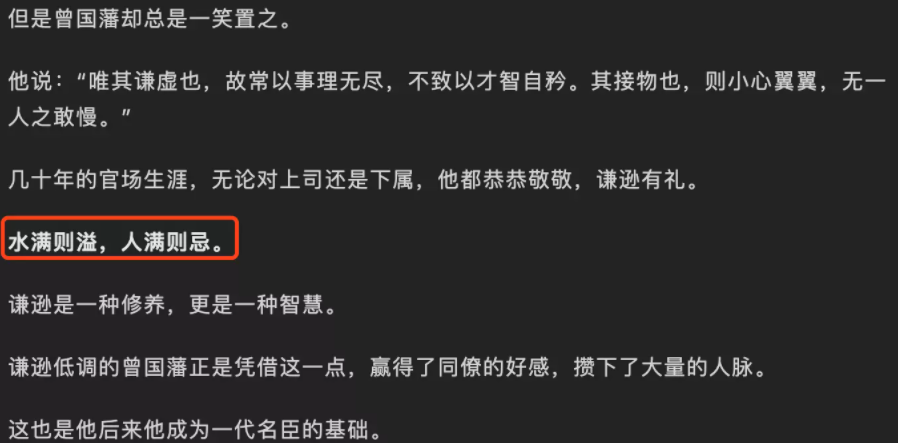 但是曾国藩却总是一笑置之。
他说：“唯其谦虚也，故常以事理无尽，不致以才智自矜。其接物也，则小心翼翼，无一
人之敢慢。”
几十年的官场生涯，无论对上司还是下属，他都恭恭敬敬，谦逊有礼。
水满则溢，人满则忌。
谦逊是一种修养，更是一种智慧。
谦逊低调的曾国藩正是凭借这一点，赢得了同僚的好感，攒下了大量的人脉。
这也是他后来他成为一代名臣的基础。